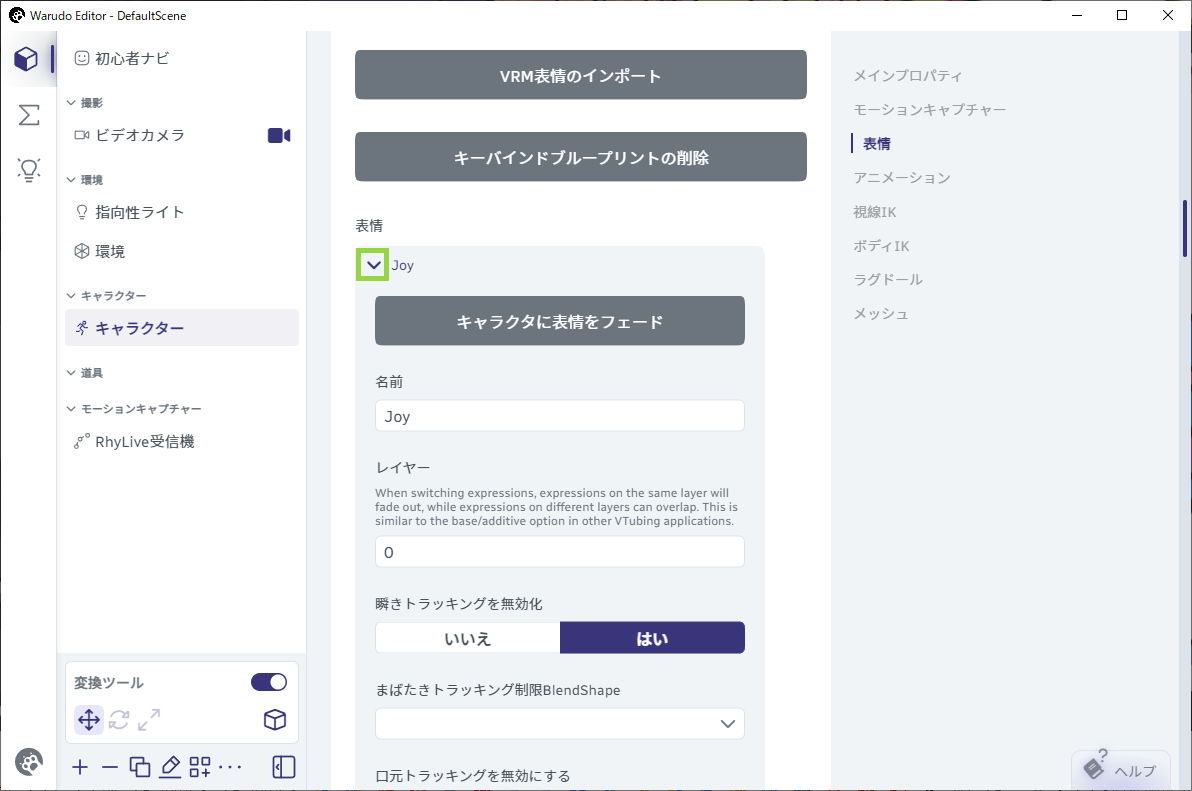 Warudo Editor - DefaultScene
初心者ナビ
撮影
ビデオカメラ
環境
指向性ライト
環境
キャラクター
キャラクター
道具
モーションキャプチャー
RhyLive受信機
変換ツール
VRM表情のインポート
キーバインドブループリントの削除
表情
Joy
キャラクタに表情をフェード
名前
Joy
レイヤー
When switching expressions, expressions on the same layer will
fade out, while expressions on different layers can overlap. This is
similar to the base/additive option in other VTubing applications.
0
瞬きトラッキングを無効化
いいえ
はい
まばたきトラッキング制限BlendShape
口元トラッキングを無効にする
メインプロパティ
モーションキャプチャー
表情
アニメーション
視線IK
ボディIK
ラグドール
メッシュ
ヘルプ